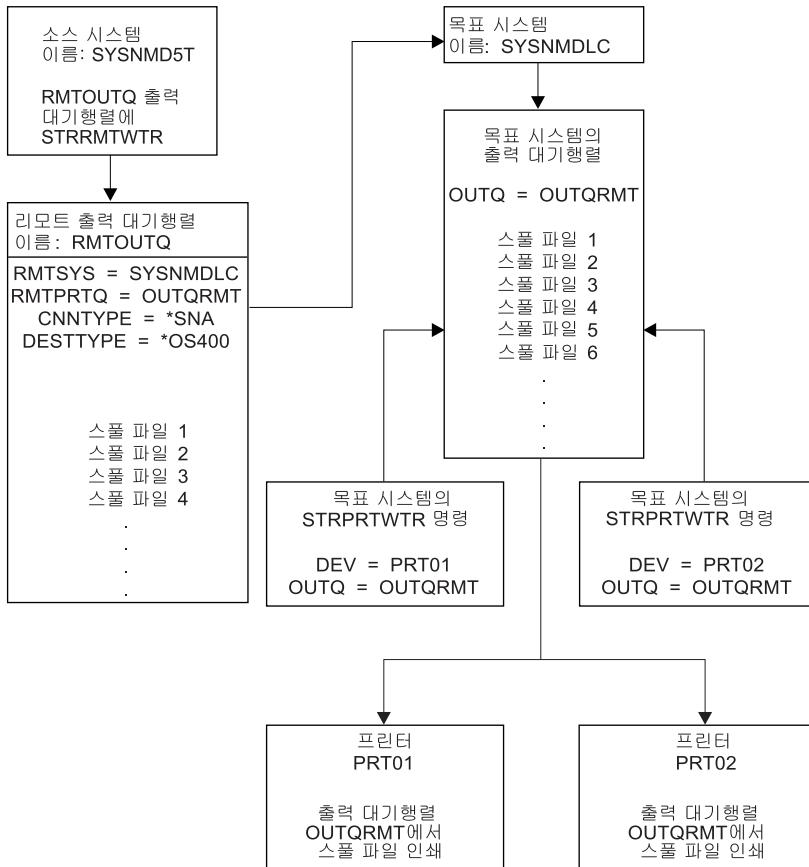 소스 시스템
이름: SYSNMD5T
RMTOUTQ 출력
대기행렬에
STRRMTWTR
리모트 출력 대기행렬
이름: RMTOUTQ
RMTSYS = SYSNMDLC
RMTPRTQ = OUTQRMT
CNNTYPE = *SNA
DESTTYPE = *OS400
스풀 파일 1
스풀 파일 2
스풀 파일 3
스풀 파일 4
.
.
.
.
목표 시스템
이름: SYSNMDLC
목표 시스템의
출력 대기행렬
OUTQ = OUTQRMT
스풀 파일 1
스풀 파일 2
스풀 파일 3
스풀 파일 4
스풀 파일 5
스풀 파일 6
.
.
.
.
목표 시스템의
STRPRTWTR 명령
DEV = PRT01
OUTQ = OUTQRMT
목표 시스템의
STRPRTWTR 명령
DEV = PRT02
OUTQ = OUTQRMT
프린터
PRT01
출력 대기행렬
OUTQRMT에서
스풀 파일 인쇄
프린터
PRT02
출력 대기행렬
OUTQRMT에서
스풀 파일 인쇄